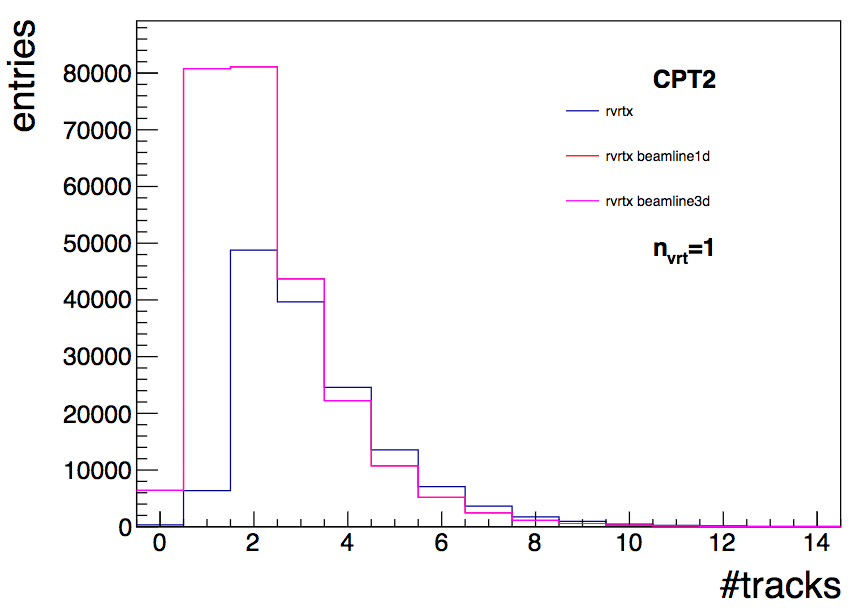 entries
80000
70000
60000
50000
40000
30000
20000
10000
0
CPT2
rvrtx
rvrtx beamline1d
rvrtx beamline3d
nvrt=1
0 2 4 6 8 10 12 14
#tracks